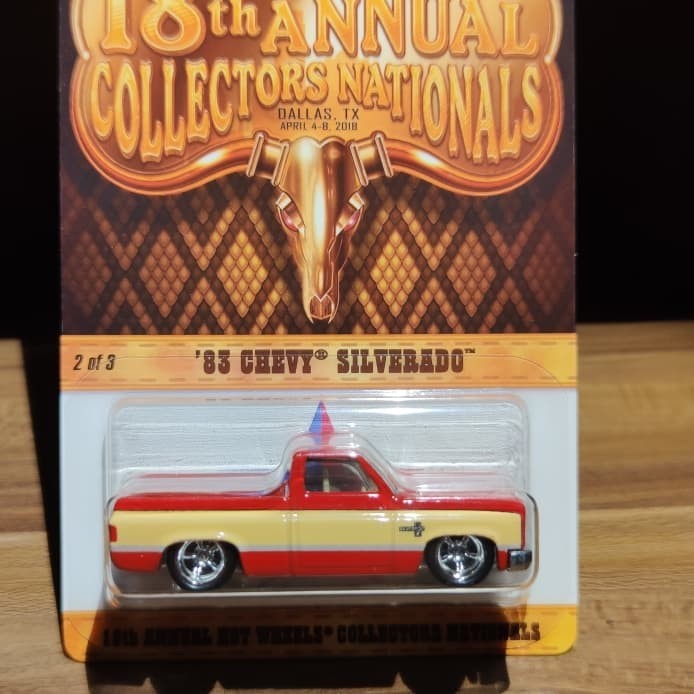 18th ANNUAL
COLLECTORS NATIONALS
DALLAS, TX
APRIL 4-8, 2018
2 of 3
'83 CHEVY® SILVERADO™
18th ANNUAL HOT WHEELS® COLLECTORS NATIONALS